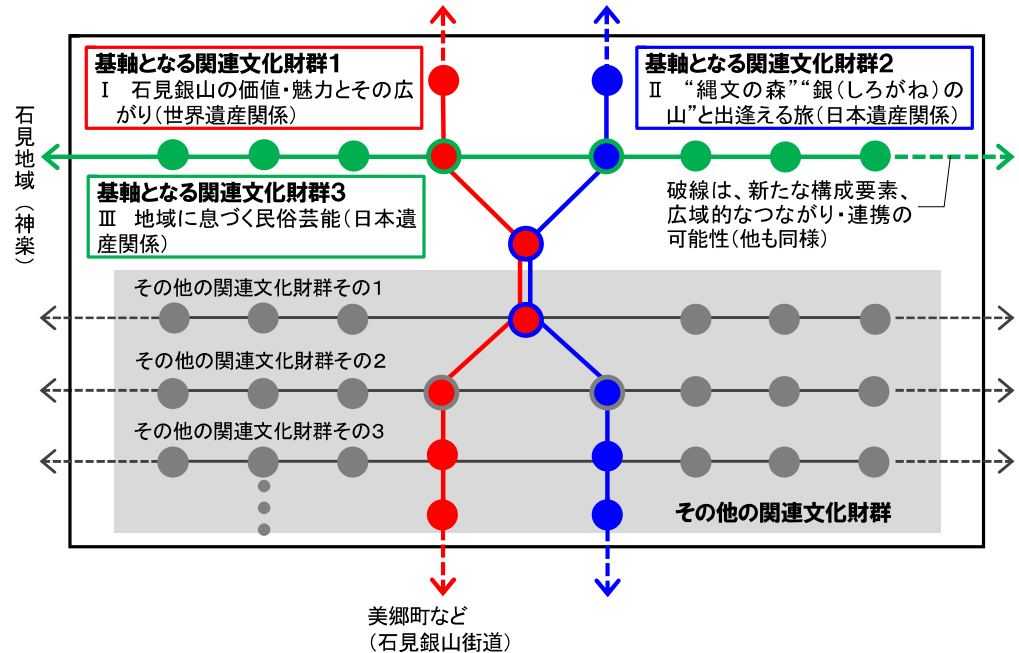 基軸となる関連文化財群1
Ⅰ 石見銀山の価値・魅力とその広
がり(世界遺産関係)
基軸となる関連文化財群2
Ⅱ “縄文の森”“銀(しろがね)の
山”と出逢える旅(日本遺産関係)
石見地域(神楽)
基軸となる関連文化財群3
Ⅲ 地域に息づく民俗芸能(日本遺
産関係)
破線は、新たな構成要素、
広域的なつながり・連携の
可能性(他も同様)
その他の関連文化財群その1
その他の関連文化財群その2
その他の関連文化財群その3
その他の関連文化財群
美郷町など
(石見銀山街道)